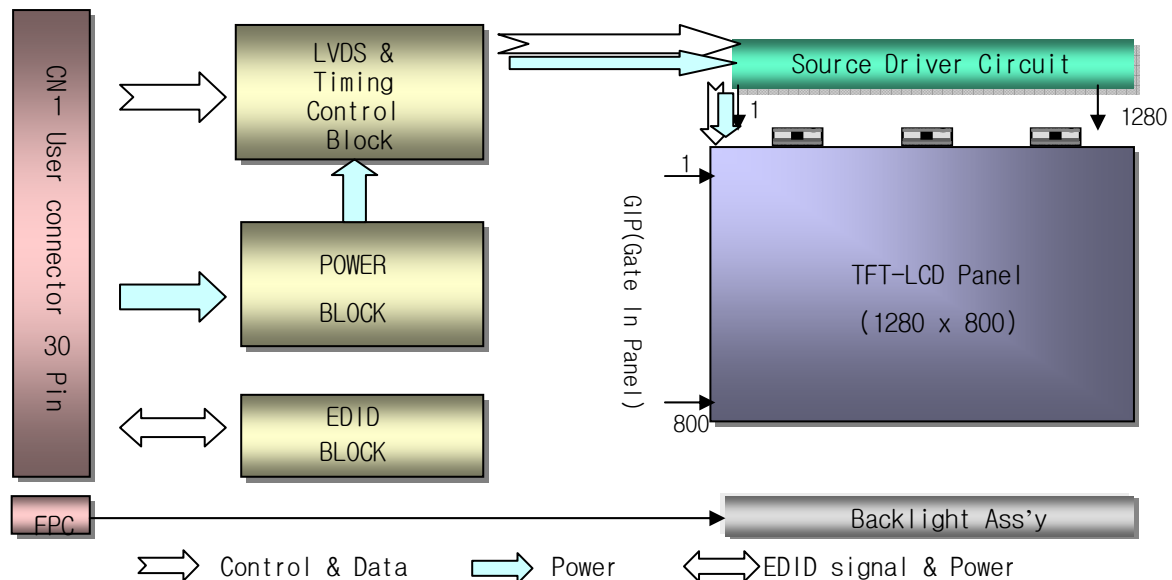 CN1 User connector 30 Pin
LVDS &
Timing
Control
Block
POWER
BLOCK
EDID
BLOCK
Source Driver Circuit
1
1280
1
GIP(Gate In Panel)
800
TFT-LCD Panel
(1280 x 800)
FPC
Backlight Ass'y
Control & Data
Power
EDID signal & Power